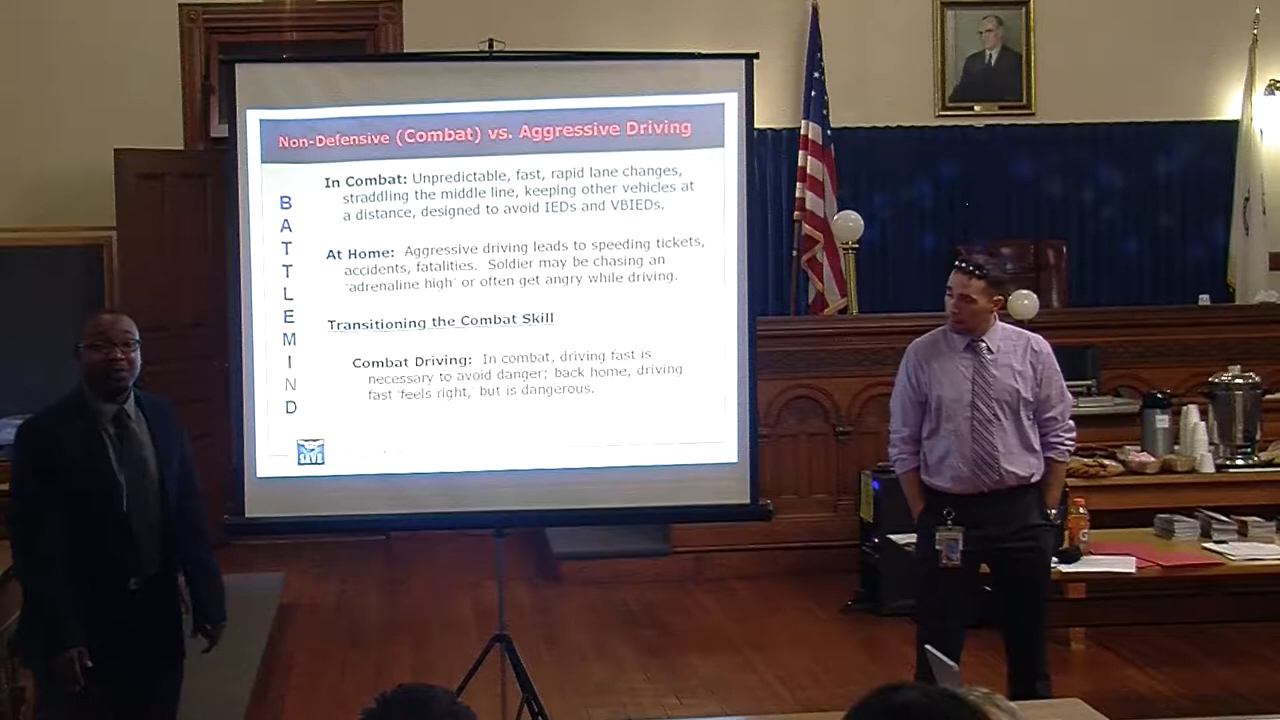 Non-Defensive (Combat) vs. Aggressive Driving
BATTLEMIND
In Combat: Unpredictable, fast, rapid lane changes,
straddling the middle line, keeping other vehicles at
a distance, designed to avoid IEDs and VBIEDs.
At Home: Aggressive driving leads to speeding tickets,
accidents, fatalities. Soldier may be chasing an
'adrenaline high' or often get angry while driving.
Transitioning the Combat Skill
Combat Driving: In combat, driving fast is
necessary to avoid danger; back home, driving
fast 'feels right,' but is dangerous.
SAVE
G